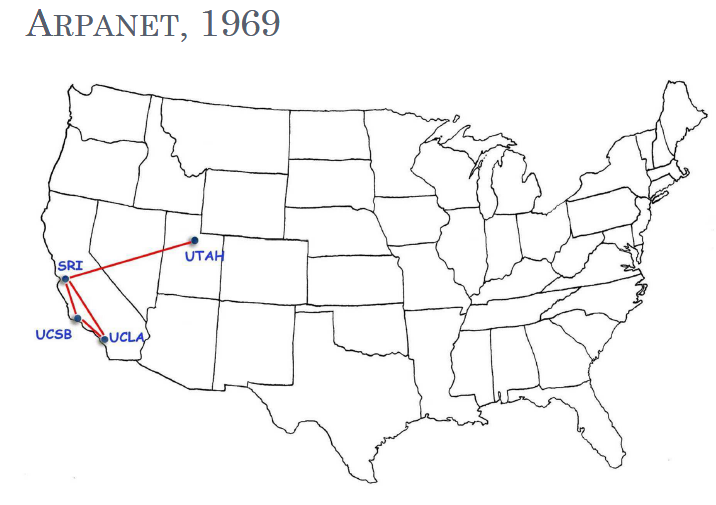 ARPANET, 1969
SRI
UTAH
UCSB
UCLA